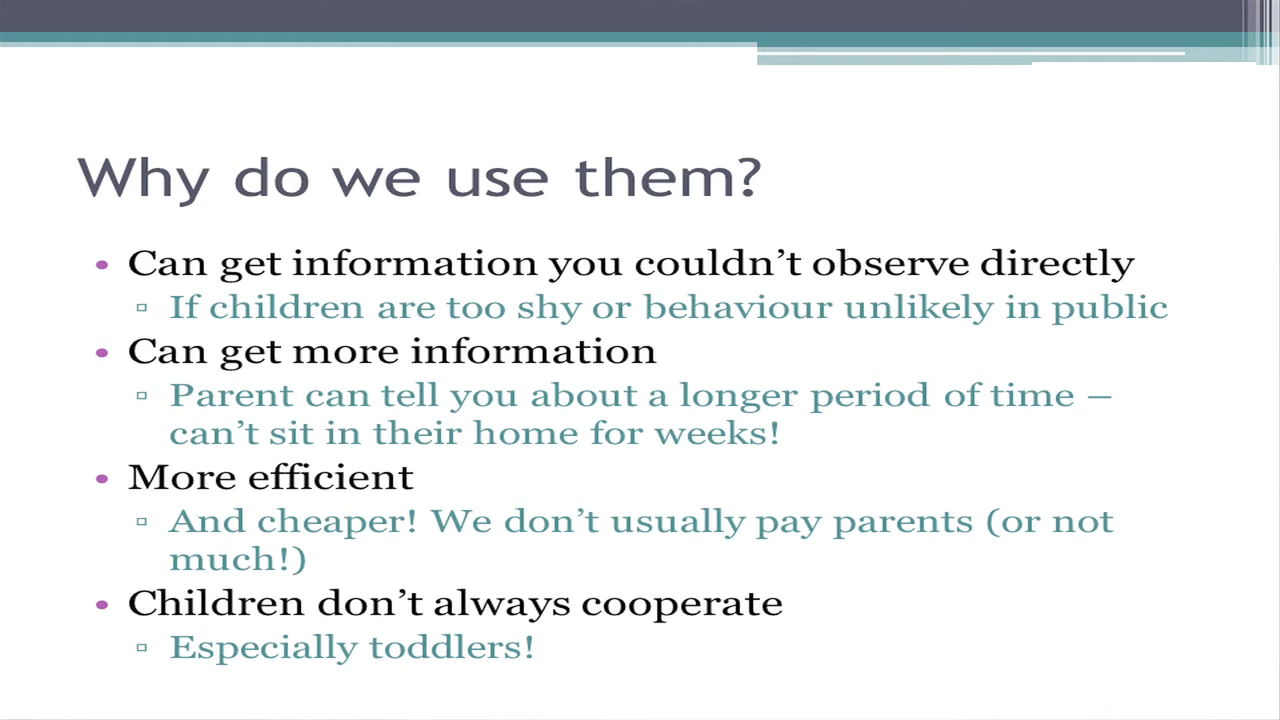 Why do we use them?
• Can get information you couldn’t observe directly
▫ If children are too shy or behaviour unlikely in public
• Can get more information
▫ Parent can tell you about a longer period of time –
can’t sit in their home for weeks!
• More efficient
▫ And cheaper! We don’t usually pay parents (or not
much!)
• Children don’t always cooperate
▫ Especially toddlers!